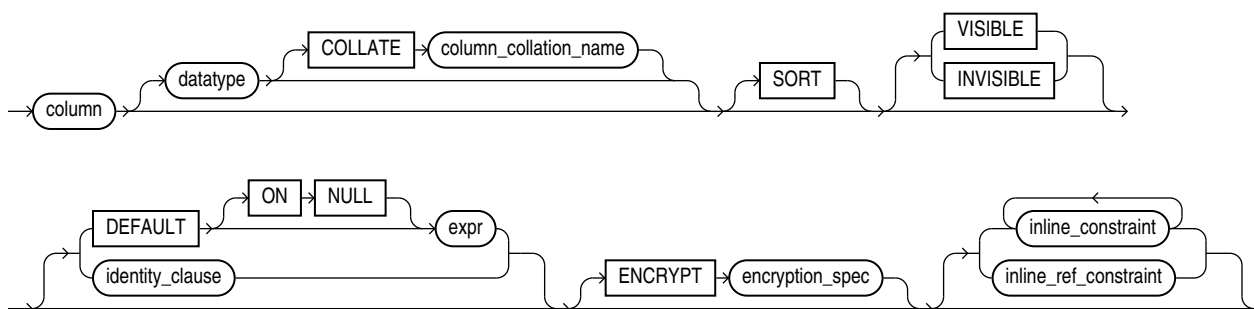 COLLATE column_collation_name VISIBLE
datatype SORT INVISIBLE
column
ON NULL
DEFAULT expr inline_constraint
identity_clause ENCRYPT encryption_spec inline_ref_constraint